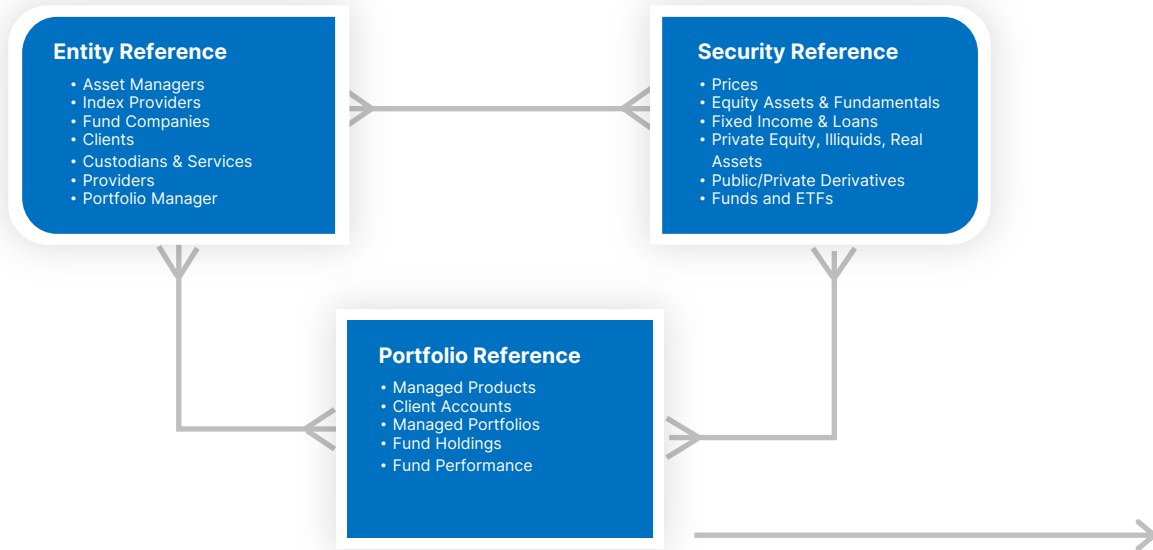 Entity Reference
• Asset Managers
• Index Providers
• Fund Companies
• Clients
• Custodians & Services
• Providers
• Portfolio Manager
Security Reference
• Prices
• Equity Assets & Fundamentals
• Fixed Income & Loans
• Private Equity, Illiquids, Real
Assets
• Public/Private Derivatives
• Funds and ETFs
Portfolio Reference
• Managed Products
• Client Accounts
• Managed Portfolios
• Fund Holdings
• Fund Performance